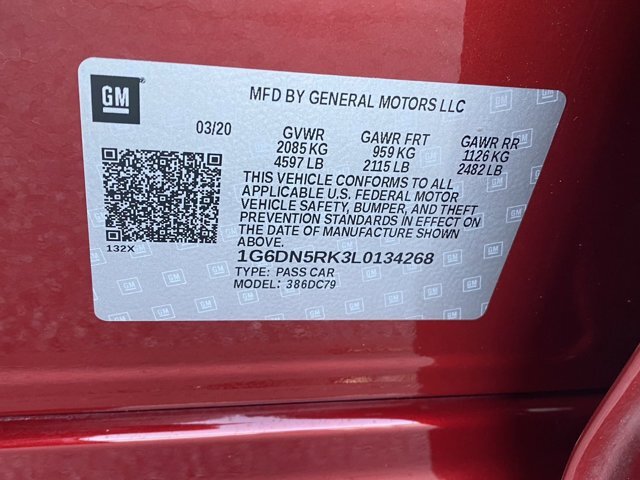 GM
MFD BY GENERAL MOTORS LLC
03/20 GVWR GAWR FRT GAWR RR
2085 KG 959 KG 1126 KG
4597 LB 2115 LB 2482 LB
THIS VEHICLE CONFORMS TO ALL
APPLICABLE U.S. FEDERAL MOTOR
VEHICLE SAFETY, BUMPER, AND THEFT
PREVENTION STANDARDS IN EFFECT ON
THE DATE OF MANUFACTURE SHOWN
ABOVE.
132X
1G6DN5RK3L0134268
TYPE: PASS CAR
MODEL: 386DC79